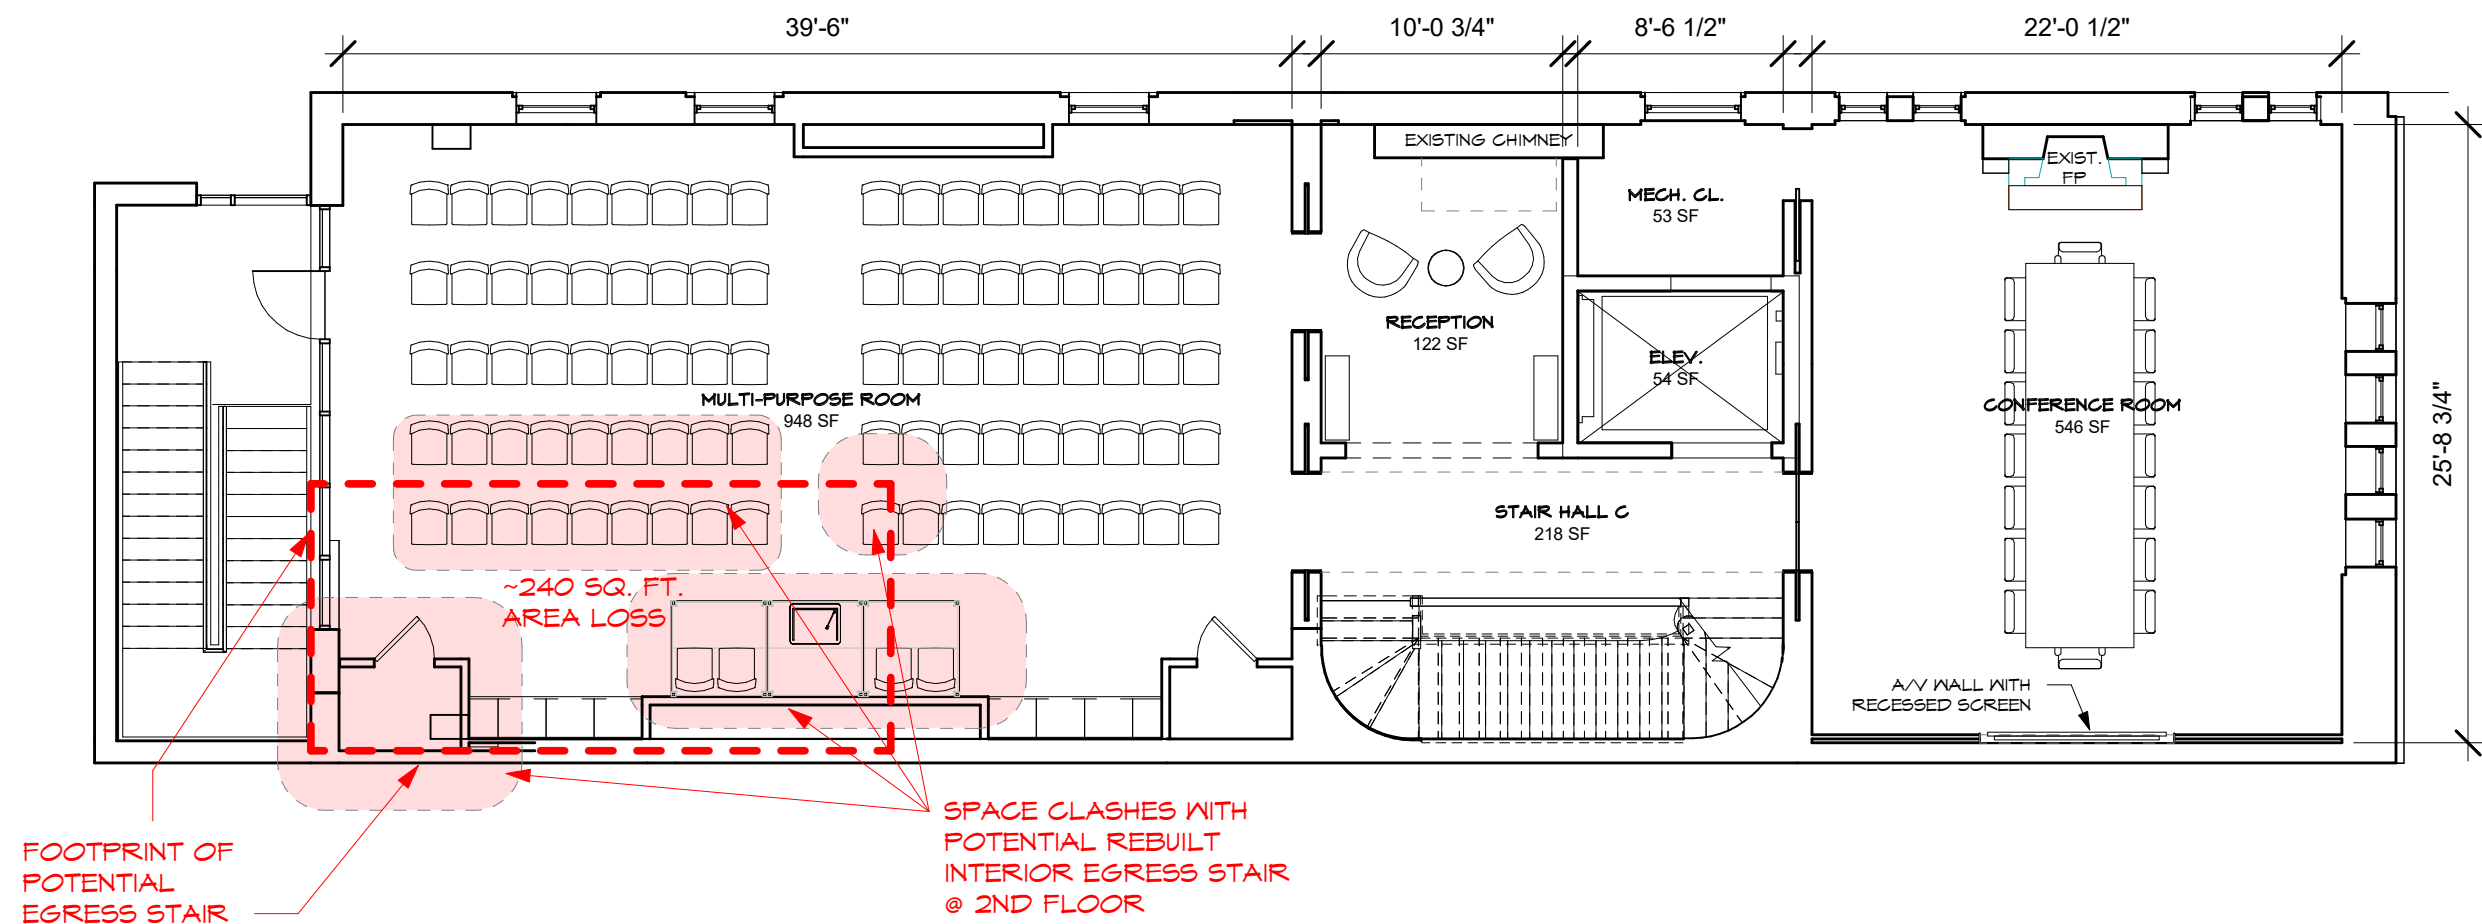 39'-6"
10'-0 3/4"
8'-6 1/2"
22'-0 1/2"
EXISTING CHIMNEY
EXIST.
FP
MECH. CL.
53 SF
RECEPTION
122 SF
ELEV.
54 SF
MULTI-PURPOSE ROOM
948 SF
CONFERENCE ROOM
546 SF
25'-8 3/4"
STAIR HALL C
218 SF
~240 SQ. FT.
AREA LOSS
A/V WALL WITH
RECESSED SCREEN
SPACE CLASHES WITH
POTENTIAL REBUILT
INTERIOR EGRESS STAIR
@ 2ND FLOOR
FOOTPRINT OF
POTENTIAL
EGRESS STAIR